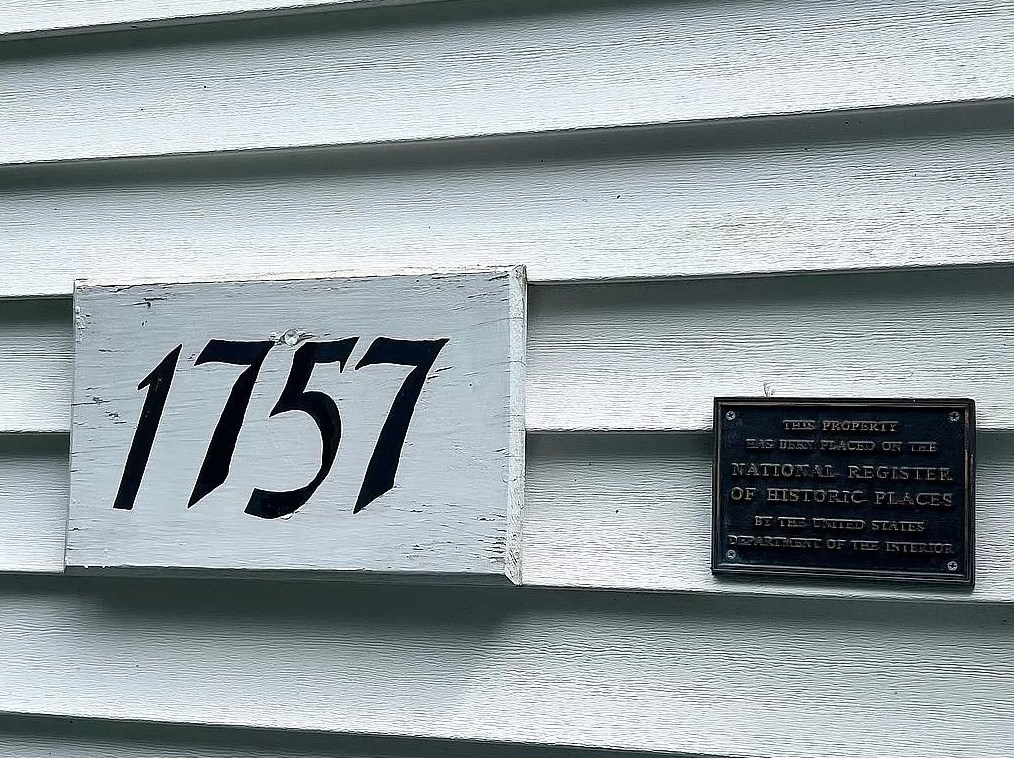 1757
THIS PROPERTY
HAS BEEN PLACED ON THE
NATIONAL REGISTER
OF HISTORIC PLACES
BY THE UNITED STATES
DEPARTMENT OF THE INTERIOR